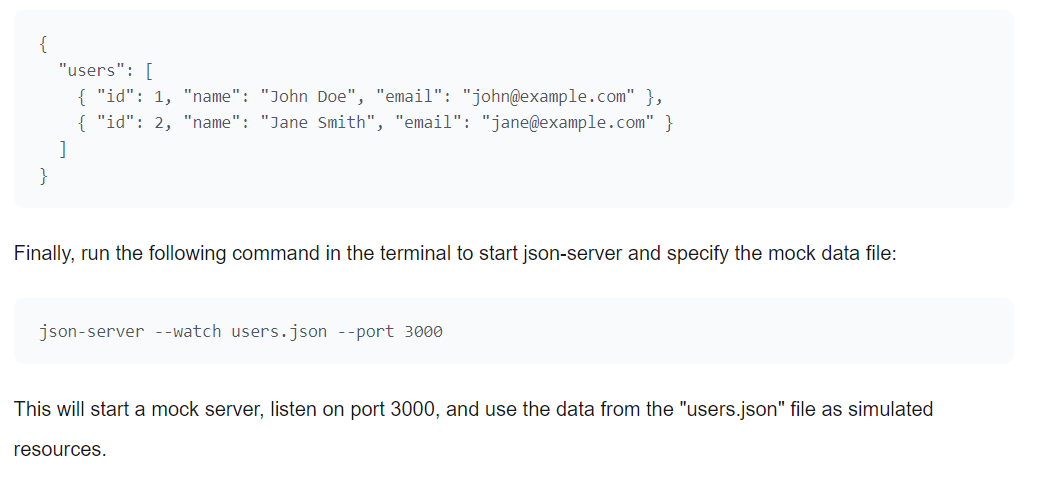 {
"users": [
{ "id": 1, "name": "John Doe", "email": "john@example.com" },
{ "id": 2, "name": "Jane Smith", "email": "jane@example.com" }
]
}
Finally, run the following command in the terminal to start json-server and specify the mock data file:
json-server --watch users.json --port 3000
This will start a mock server, listen on port 3000, and use the data from the "users.json" file as simulated
resources.